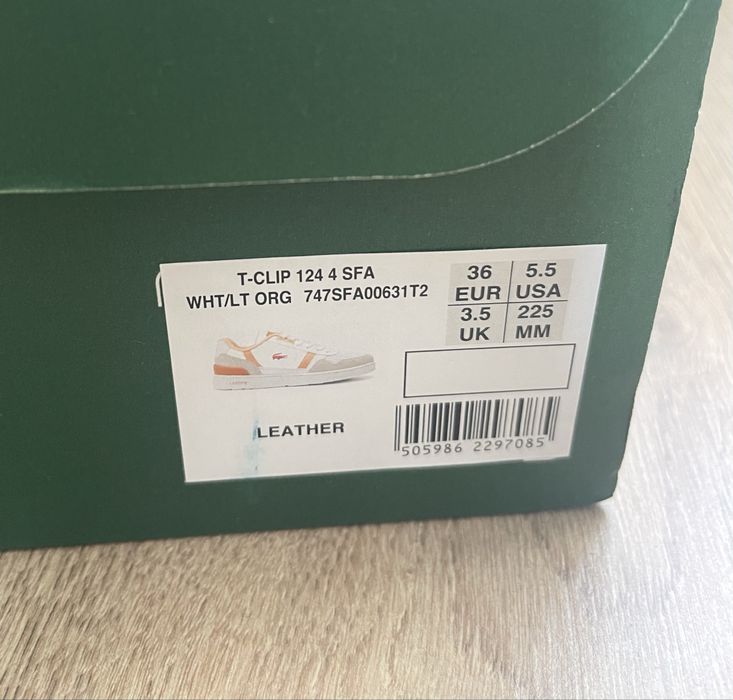 T-CLIP 124 4 SFA
WHT/LT ORG 747SFA00631T2
36 5.5
EUR USA
3.5 225
UK MM
LEATHER
505986 2297085